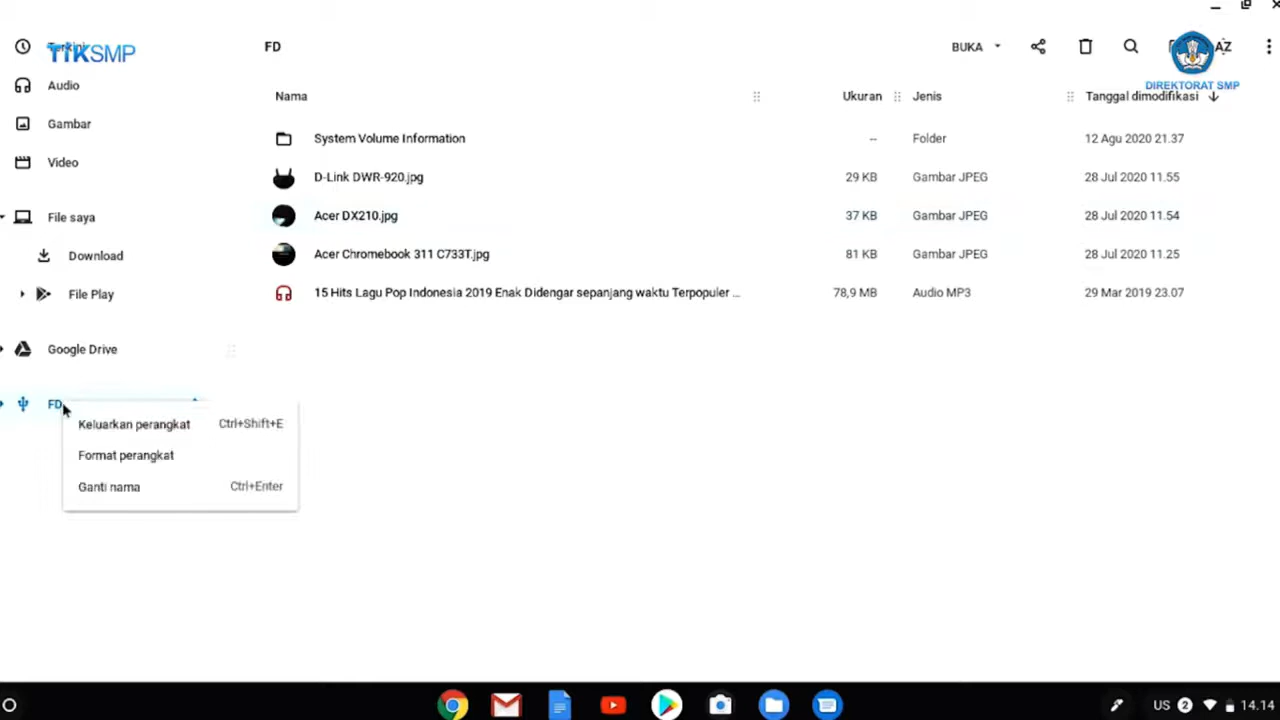 Terkini
TIKSMP
FD
BUKA
AZ
DIREKTORAT SMP
Audio
Gambar
Video
File saya
Download
File Play
Google Drive
FD
Nama Ukuran Jenis Tanggal dimodifikasi
System Volume Information -- Folder 12 Agu 2020 21.37
D-Link DWR-920.jpg 29 KB Gambar JPEG 28 Jul 2020 11.55
Acer DX210.jpg 37 KB Gambar JPEG 28 Jul 2020 11.54
Acer Chromebook 311 C733T.jpg 81 KB Gambar JPEG 28 Jul 2020 11.25
15 Hits Lagu Pop Indonesia 2019 Enak Didengar sepanjang waktu Terpopuler ... 78,9 MB Audio MP3 29 Mar 2019 23.07
Keluarkan perangkat Ctrl+Shift+E
Format perangkat
Ganti nama Ctrl+Enter
US 2 14.14